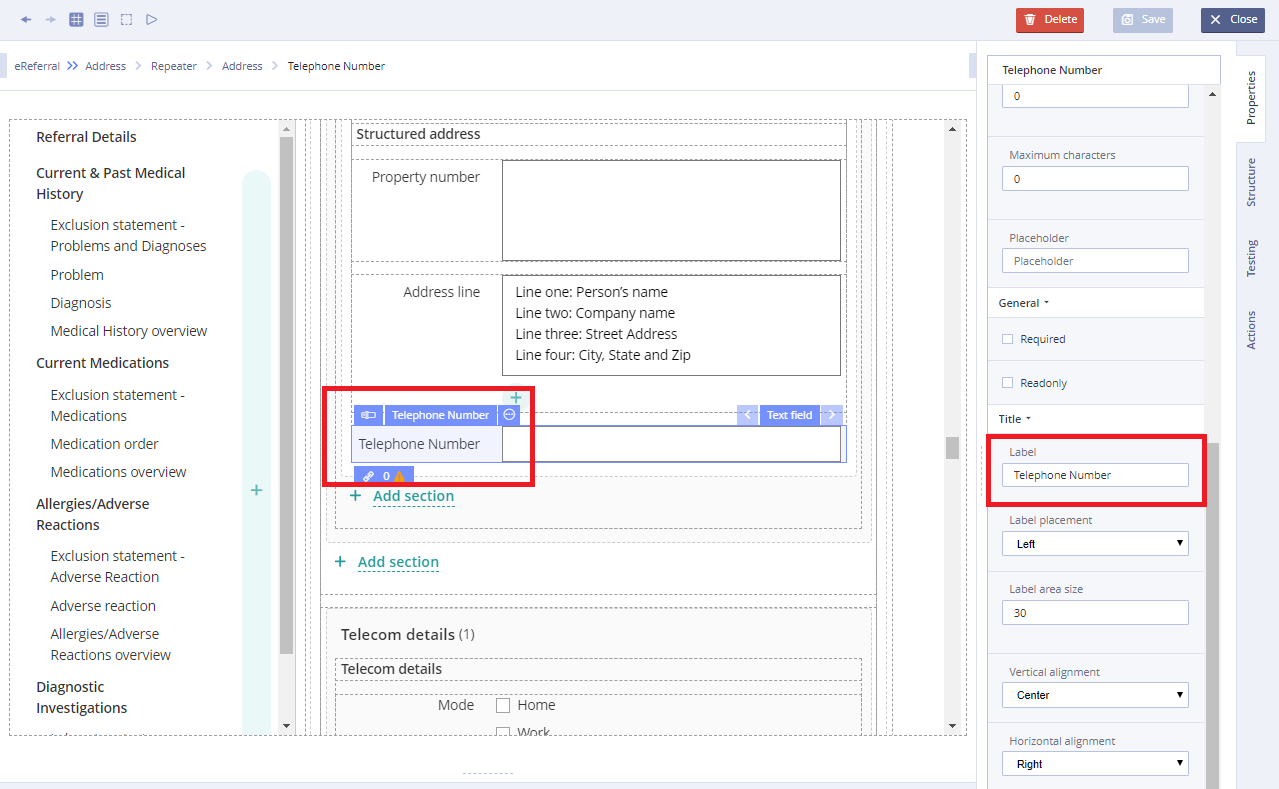 Delete
Save
Close
eReferral
Address
Repeater
Address
Telephone Number
Referral Details
Current & Past Medical
History
Exclusion statement -
Problems and Diagnoses
Problem
Diagnosis
Medical History overview
Current Medications
Exclusion statement -
Medications
Medication order
Medications overview
Allergies/Adverse
Reactions
Exclusion statement -
Adverse Reaction
Adverse reaction
Allergies/Adverse
Reactions overview
Diagnostic
Investigations
Structured address
Property number
Address line
Line one: Person’s name
Line two: Company name
Line three: Street Address
Line four: City, State and Zip
+
Telephone Number
Text field
Telephone Number
0
+ Add section
+ Add section
Telecom details (1)
Telecom details
Mode
Home
Work
Telephone Number
0
Maximum characters
0
Placeholder
Placeholder
General
Required
Readonly
Title
Label
Telephone Number
Label placement
Left
Label area size
30
Vertical alignment
Center
Horizontal alignment
Right
Properties
Structure
Testing
Actions